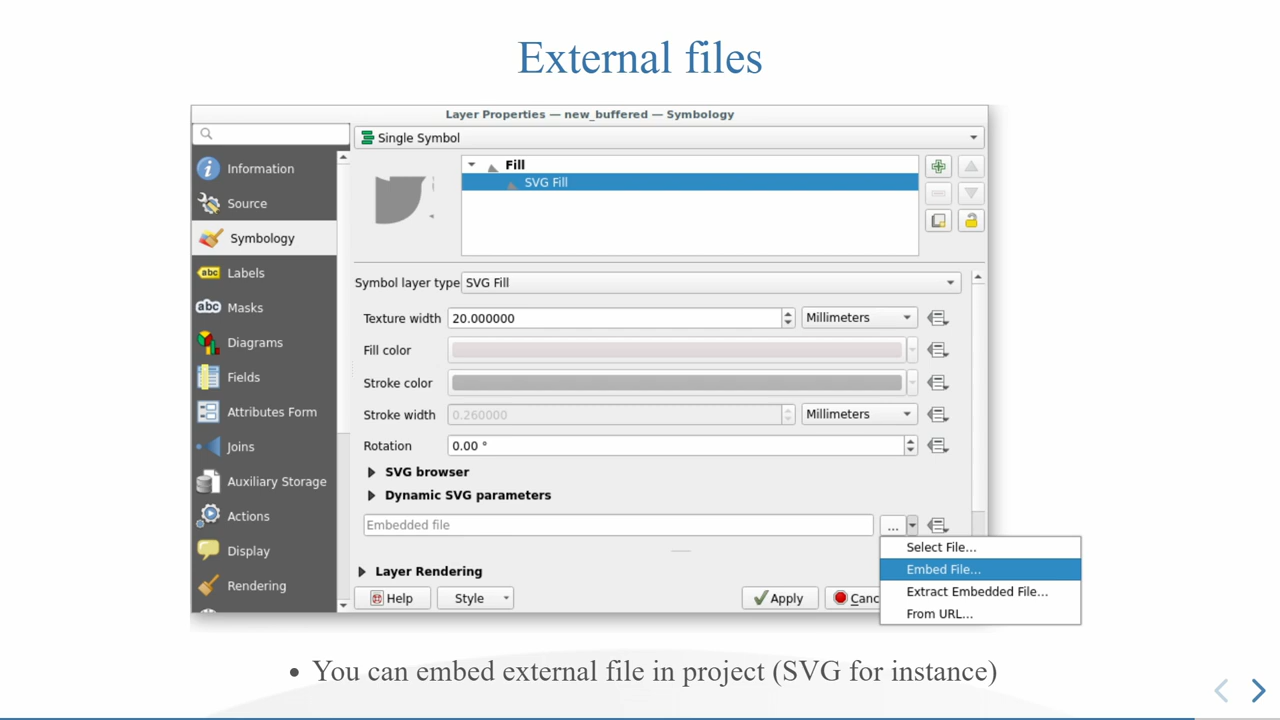 External files
Layer Properties — new_buffered — Symbology
Single Symbol
Information
Source
Symbology
Labels
Masks
Diagrams
Fields
Attributes Form
Joins
Auxiliary Storage
Actions
Display
Rendering
Fill
SVG Fill
Symbol layer type SVG Fill
Texture width 20.000000 Millimeters
Fill color
Stroke color
Stroke width 0.260000 Millimeters
Rotation 0.00 °
SVG browser
Dynamic SVG parameters
Embedded file ...
Select File...
Embed File...
Extract Embedded File...
From URL...
Layer Rendering
Help Style Apply Canc
• You can embed external file in project (SVG for instance)